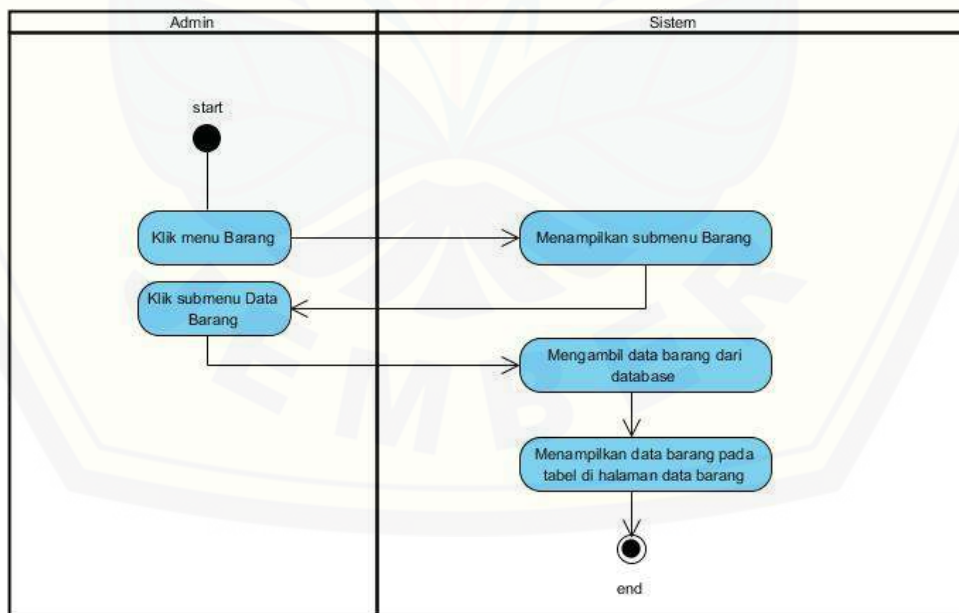 Admin
Sistem
start
Klik menu Barang
Menampilkan submenu Barang
Klik submenu Data
Barang
Mengambil data barang dari
database
Menampilkan data barang pada
tabel di halaman data barang
end